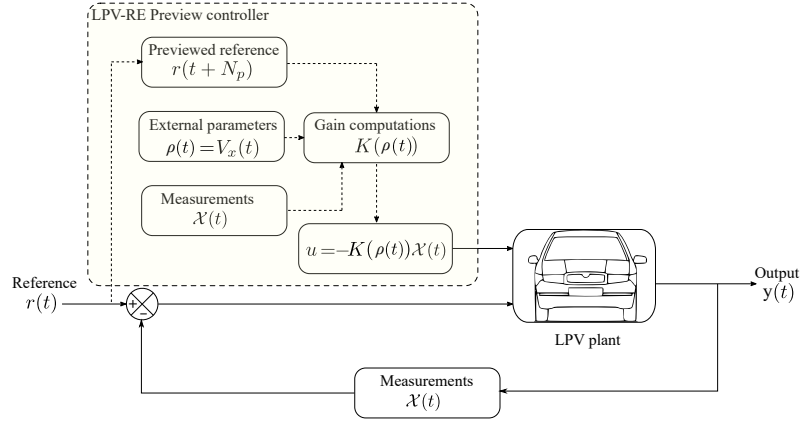 LPV-RE Preview controller
Previewed reference
r(t + N_p)
External parameters
ρ(t) = V_x(t)
Gain computations
K(ρ(t))
Measurements
𝒳(t)
u = −K(ρ(t))𝒳(t)
Reference
r(t)
+
−
LPV plant
Output
y(t)
Measurements
𝒳(t)